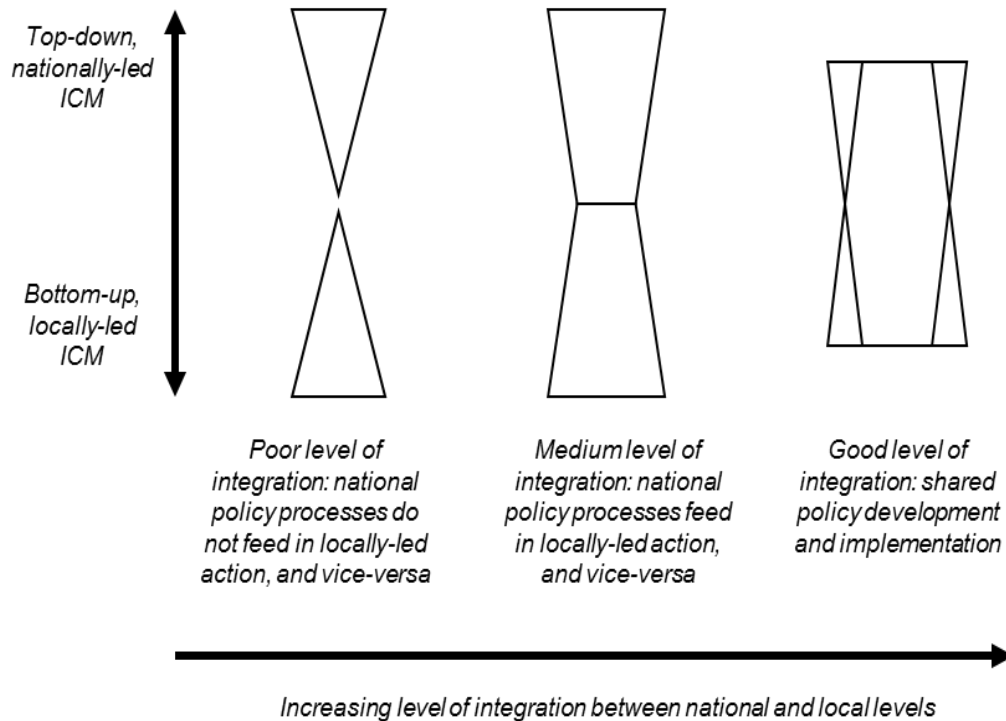 Top-down,
nationally-led
ICM
Bottom-up,
locally-led
ICM
Poor level of
integration: national
policy processes do
not feed in locally-led
action, and vice-versa
Medium level of
integration: national
policy processes feed
in locally-led action,
and vice-versa
Good level of
integration: shared
policy development
and implementation
Increasing level of integration between national and local levels